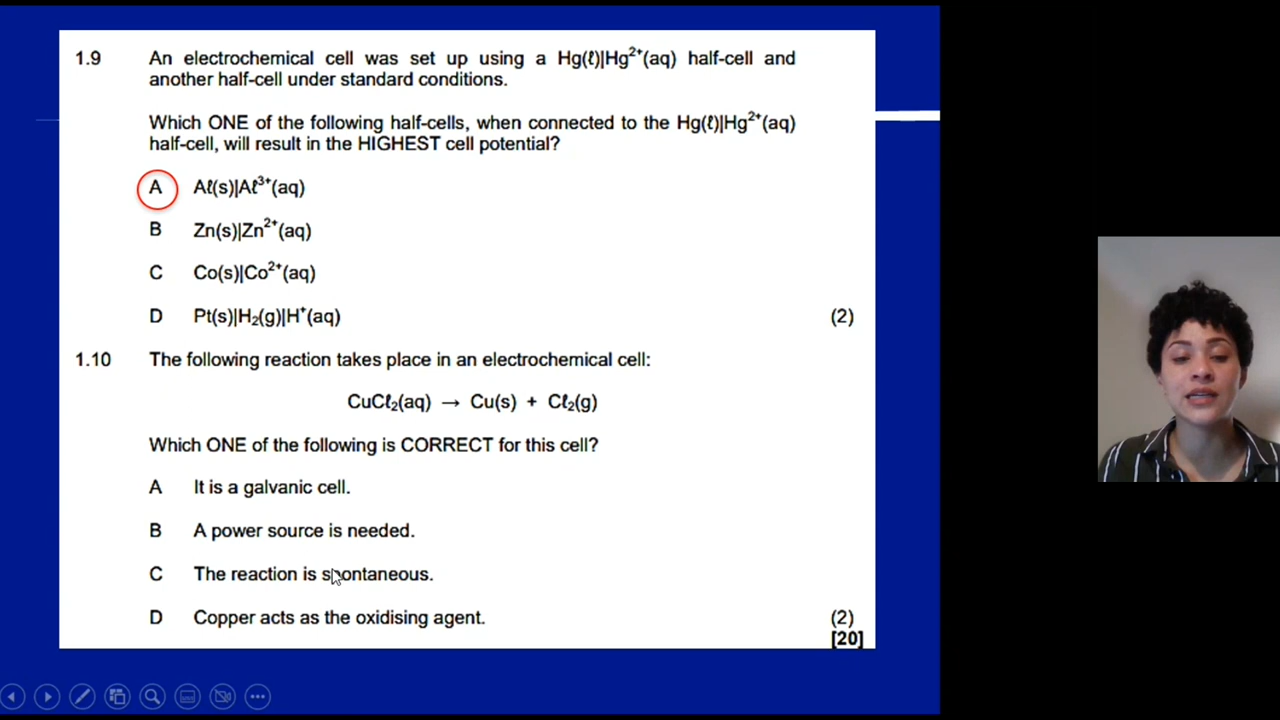 1.9 An electrochemical cell was set up using a Hg(ℓ)|Hg²⁺(aq) half-cell and
another half-cell under standard conditions.
Which ONE of the following half-cells, when connected to the Hg(ℓ)|Hg²⁺(aq)
half-cell, will result in the HIGHEST cell potential?
A Aℓ(s)|Aℓ³⁺(aq)
B Zn(s)|Zn²⁺(aq)
C Co(s)|Co²⁺(aq)
D Pt(s)|H₂(g)|H⁺(aq) (2)
1.10 The following reaction takes place in an electrochemical cell:
CuCℓ₂(aq) → Cu(s) + Cℓ₂(g)
Which ONE of the following is CORRECT for this cell?
A It is a galvanic cell.
B A power source is needed.
C The reaction is spontaneous.
D Copper acts as the oxidising agent. (2)
[20]